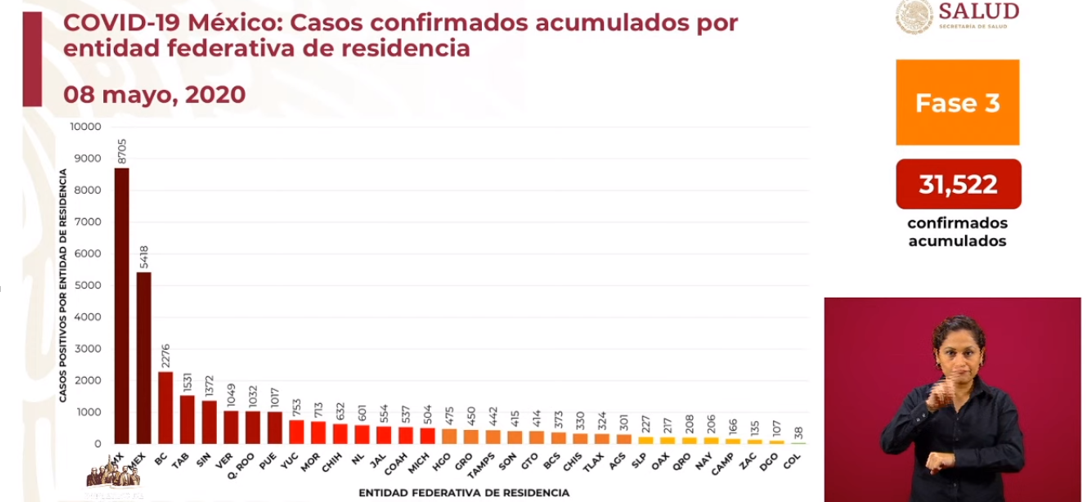 COVID-19 México: Casos confirmados acumulados por
entidad federativa de residencia
08 mayo, 2020
SALUD
SECRETARÍA DE SALUD
Fase 3
31,522
confirmados
acumulados
CASOS POSITIVOS POR ENTIDAD DE RESIDENCIA
10000
9000
8000
7000
6000
5000
4000
3000
2000
1000
0
8705 5418 2276 1531 1372 1049 1032 1017 753 713 632 601 554 537 504 475 450 442 415 414 373 330 324 301 227 217 208 206 166 135 107 38
MX MEX BC TAB SIN VER Q. ROO PUE YUC MOR CHIH NL JAL COAH MICH HGO GRO TAMPS SON GTO BCS CHIS TLAX AGS SLP OAX QRO NAY CAMP ZAC DGO COL
ENTIDAD FEDERATIVA DE RESIDENCIA